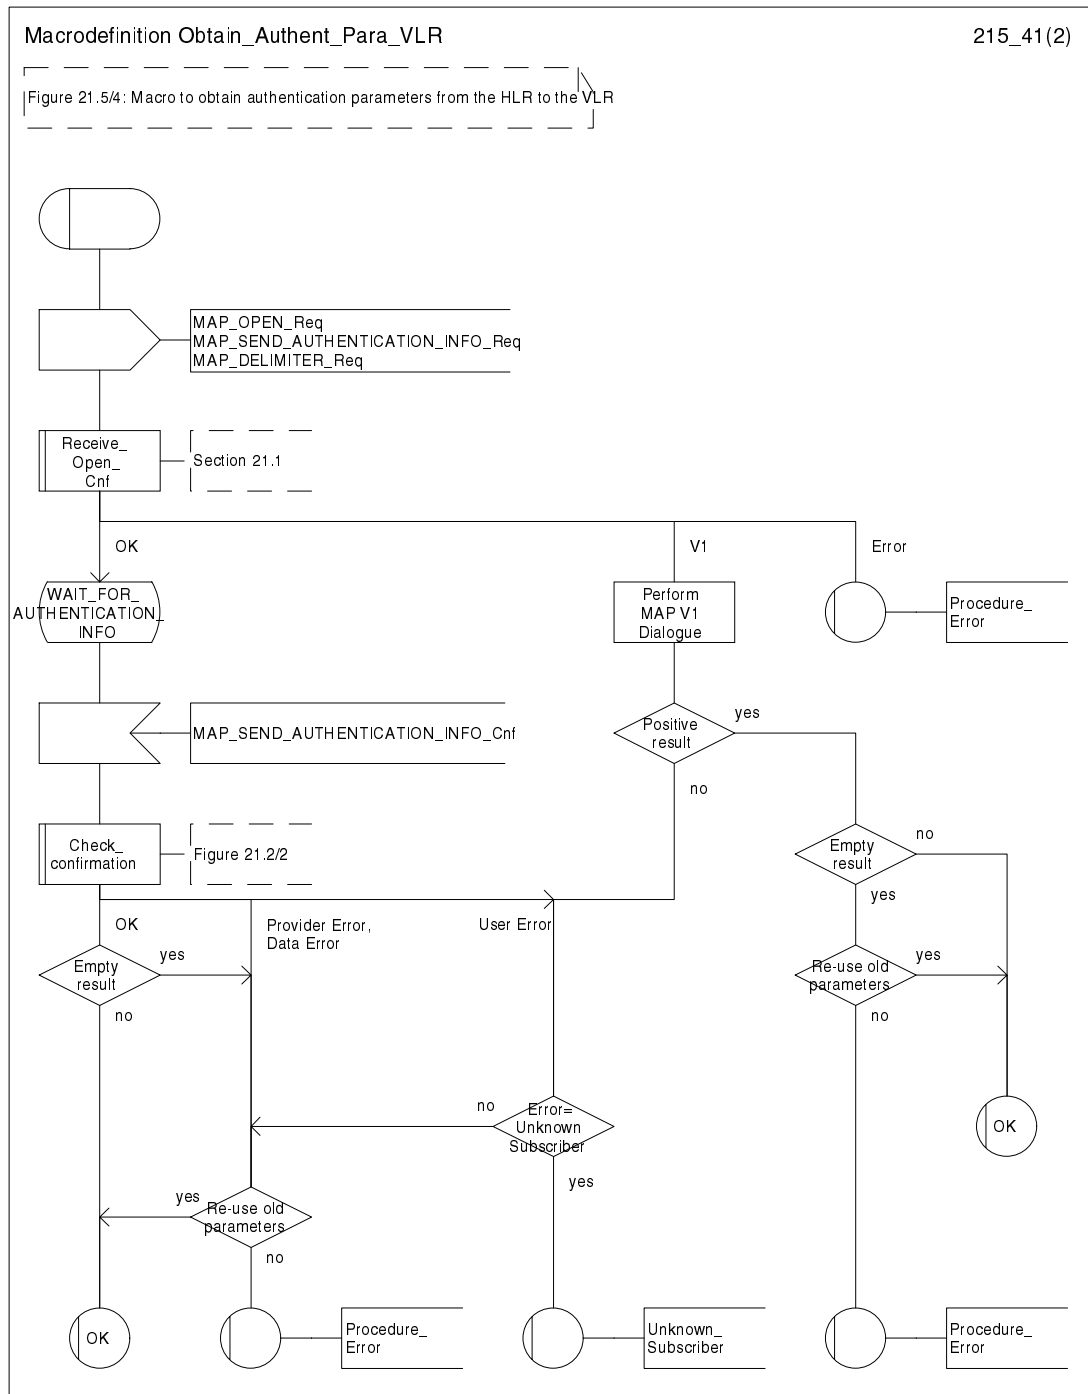 Macrodefinition Obtain_Authent_Para_VLR
215_41(2)
Figure 21.5/4: Macro to obtain authentication parameters from the HLR to the VLR
MAP_OPEN_Req
MAP_SEND_AUTHENTICATION_INFO_Req
MAP_DELIMITER_Req
Receive_
Open_
Cnf
Section 21.1
OK
V1
Error
WAIT_FOR_
AUTHENTICATION_
INFO
Perform
MAP V1
Dialogue
Procedure_
Error
MAP_SEND_AUTHENTICATION_INFO_Cnf
Positive
result
yes
no
Check_
confirmation
Figure 21.2/2
Empty
result
no
yes
OK
Provider Error,
Data Error
User Error
Empty
result
yes
no
Re-use old
parameters
yes
no
Error=
Unknown
Subscriber
no
yes
OK
Re-use old
parameters
yes
no
OK
Procedure_
Error
Unknown_
Subscriber
Procedure_
Error